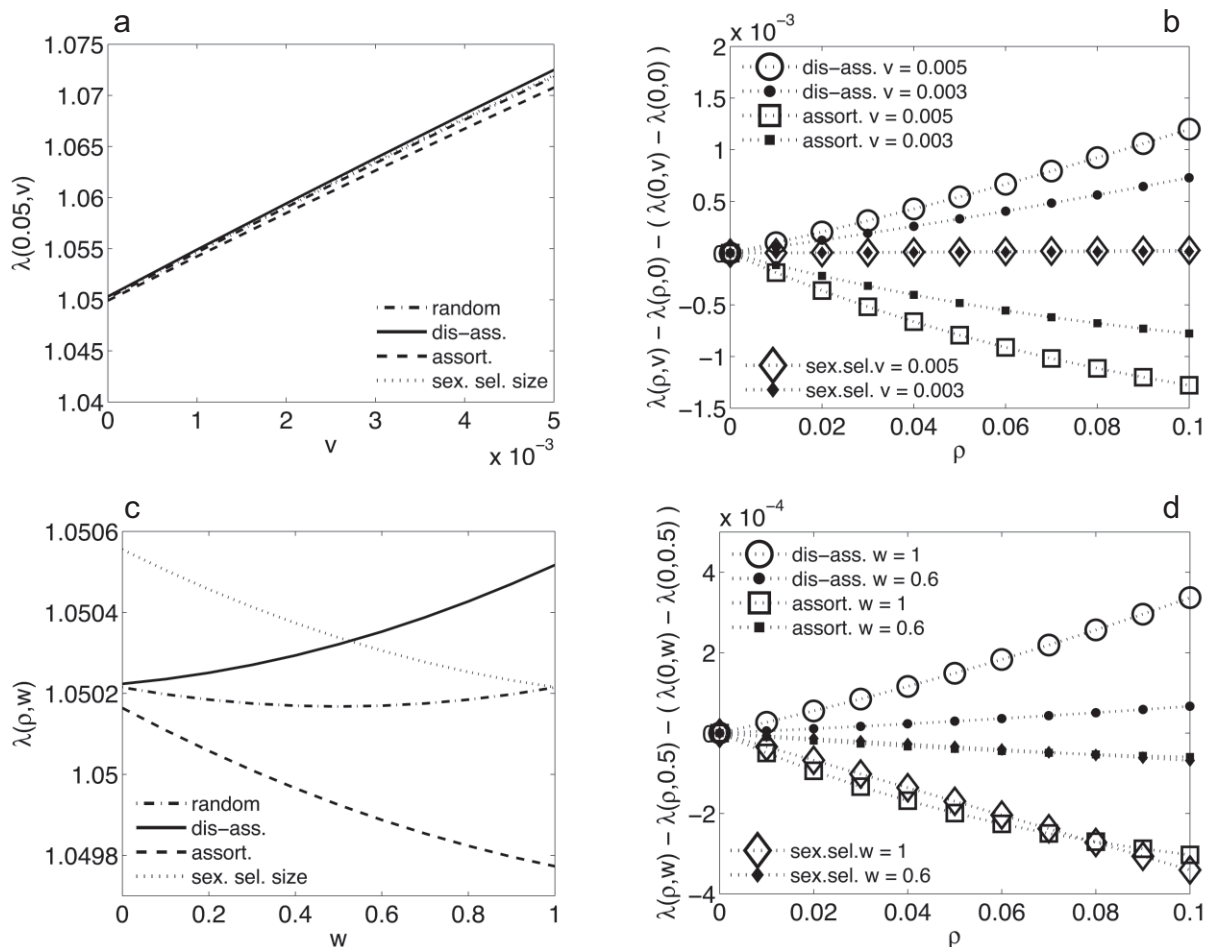 a
1.075
1.07
1.065
1.06
1.055
1.05
1.045
1.04
λ(0.05,v)
random
dis-ass.
assort.
sex. sel. size
0 1 2 3 4 5
v
x 10⁻³
b
x 10⁻³
2
1.5
1
0.5
0
−0.5
−1
−1.5
λ(ρ,v) − λ(ρ,0) − ( λ(0,v) − λ(0,0) )
dis-ass. v = 0.005
dis-ass. v = 0.003
assort. v = 0.005
assort. v = 0.003
sex.sel.v = 0.005
sex.sel. v = 0.003
0 0.02 0.04 0.06 0.08 0.1
ρ
c
1.0506
1.0504
1.0502
1.05
1.0498
λ(ρ,w)
random
dis-ass.
assort.
sex. sel. size
0 0.2 0.4 0.6 0.8 1
w
d
x 10⁻⁴
4
2
0
−2
−4
λ(ρ,w) − λ(ρ,0.5) − ( λ(0,w) − λ(0,0.5) )
dis-ass. w = 1
dis-ass. w = 0.6
assort. w = 1
assort. w = 0.6
sex.sel.w = 1
sex.sel. w = 0.6
0 0.02 0.04 0.06 0.08 0.1
ρ